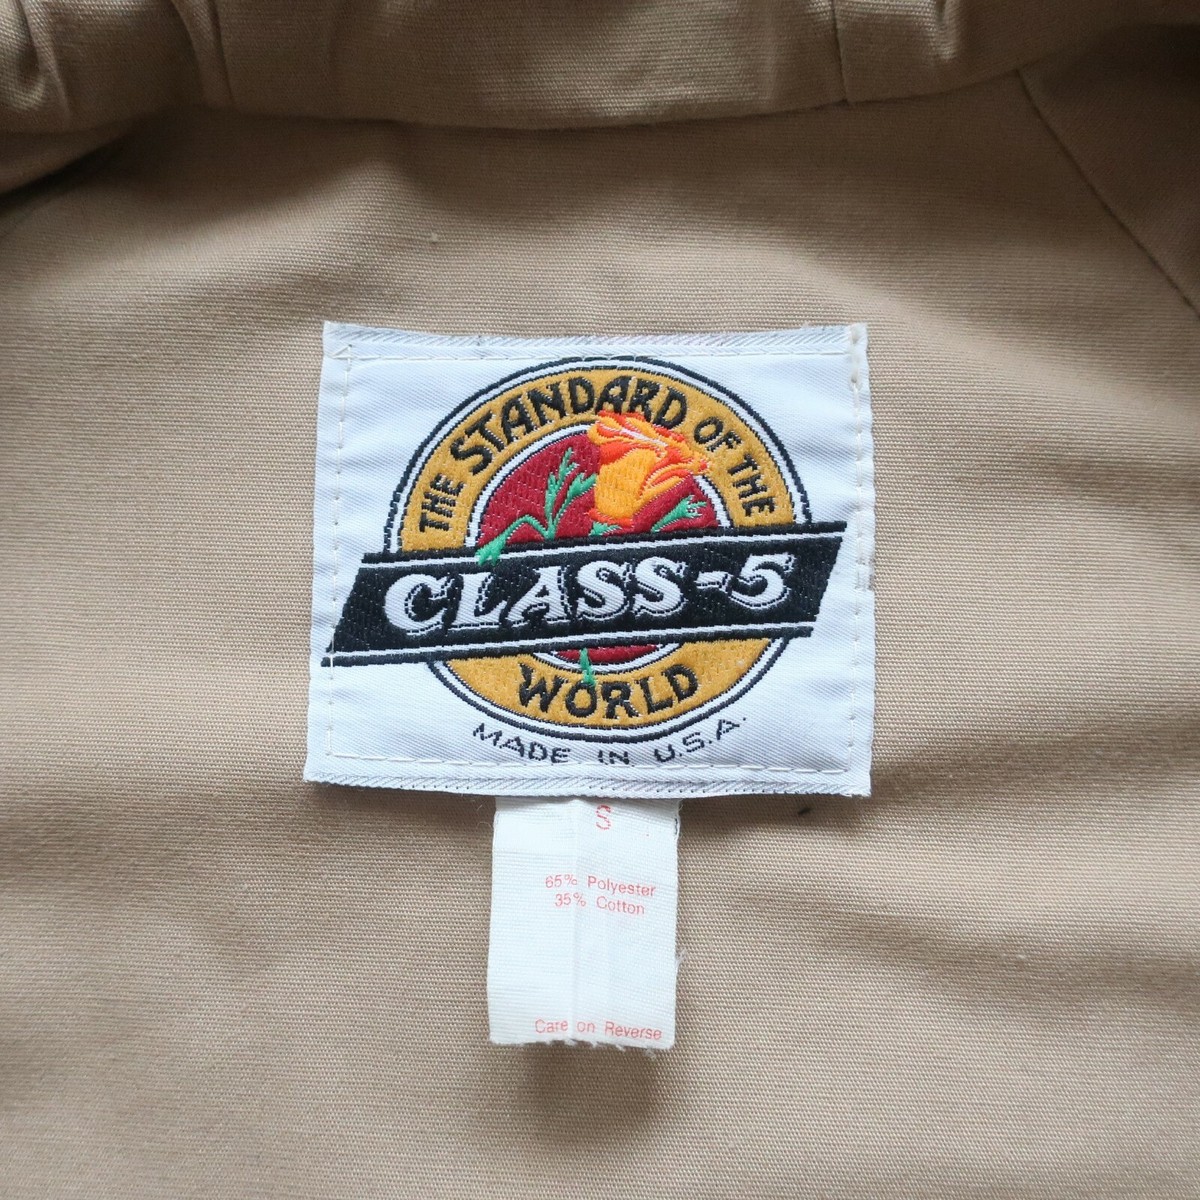 THE STANDARD OF THE
CLASS-5
WORLD
MADE IN U.S.A.
S
65% Polyester
35% Cotton
Care on Reverse